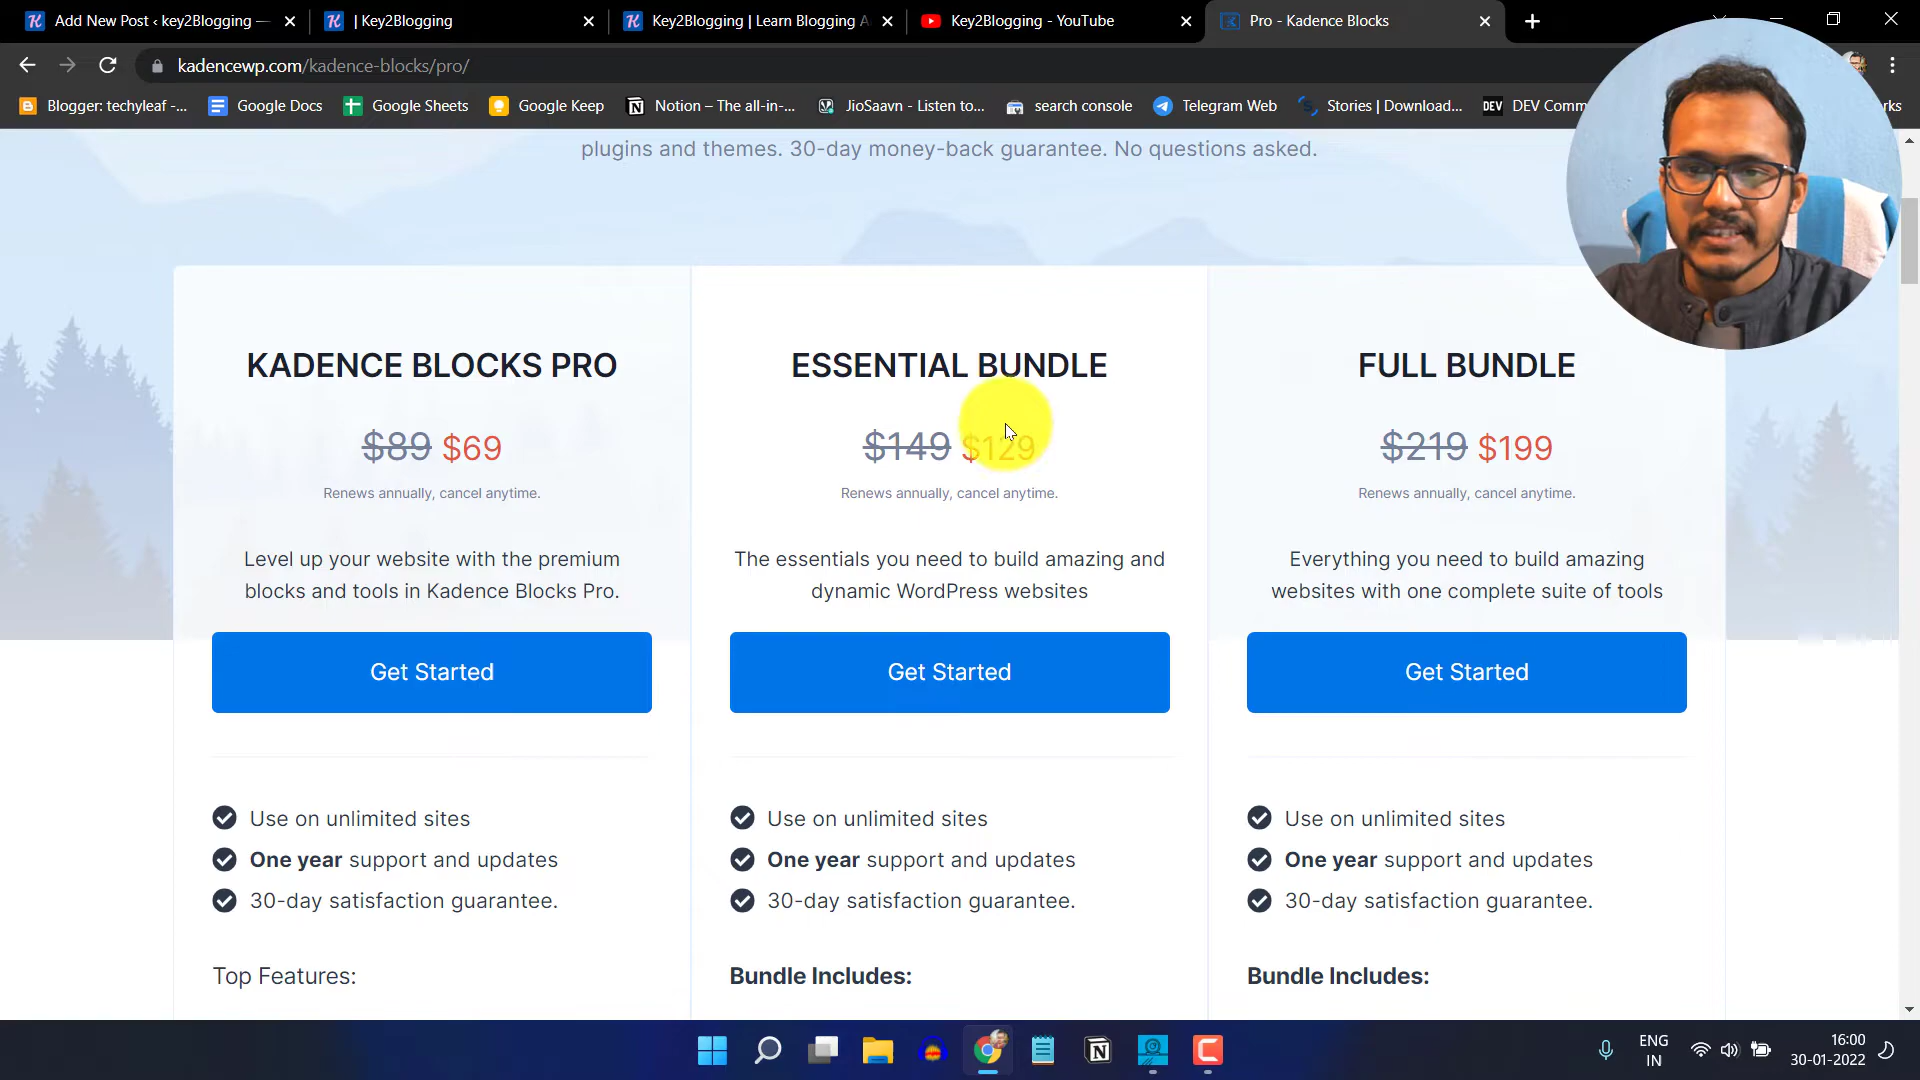 Add New Post ‹ key2Blogging —
| Key2Blogging
Key2Blogging | Learn Blogging A
Key2Blogging - YouTube
Pro - Kadence Blocks
kadencewp.com/kadence-blocks/pro/
Blogger: techyleaf -...
Google Docs
Google Sheets
Google Keep
Notion – The all-in-...
JioSaavn - Listen to...
search console
Telegram Web
Stories | Download...
DEV
DEV Comm
plugins and themes. 30-day money-back guarantee. No questions asked.
KADENCE BLOCKS PRO
$89 $69
Renews annually, cancel anytime.
Level up your website with the premium
blocks and tools in Kadence Blocks Pro.
Get Started
Use on unlimited sites
One year support and updates
30-day satisfaction guarantee.
Top Features:
ESSENTIAL BUNDLE
$149 $129
Renews annually, cancel anytime.
The essentials you need to build amazing and
dynamic WordPress websites
Get Started
Use on unlimited sites
One year support and updates
30-day satisfaction guarantee.
Bundle Includes:
FULL BUNDLE
$219 $199
Renews annually, cancel anytime.
Everything you need to build amazing
websites with one complete suite of tools
Get Started
Use on unlimited sites
One year support and updates
30-day satisfaction guarantee.
Bundle Includes:
ENG
IN
16:00
30-01-2022